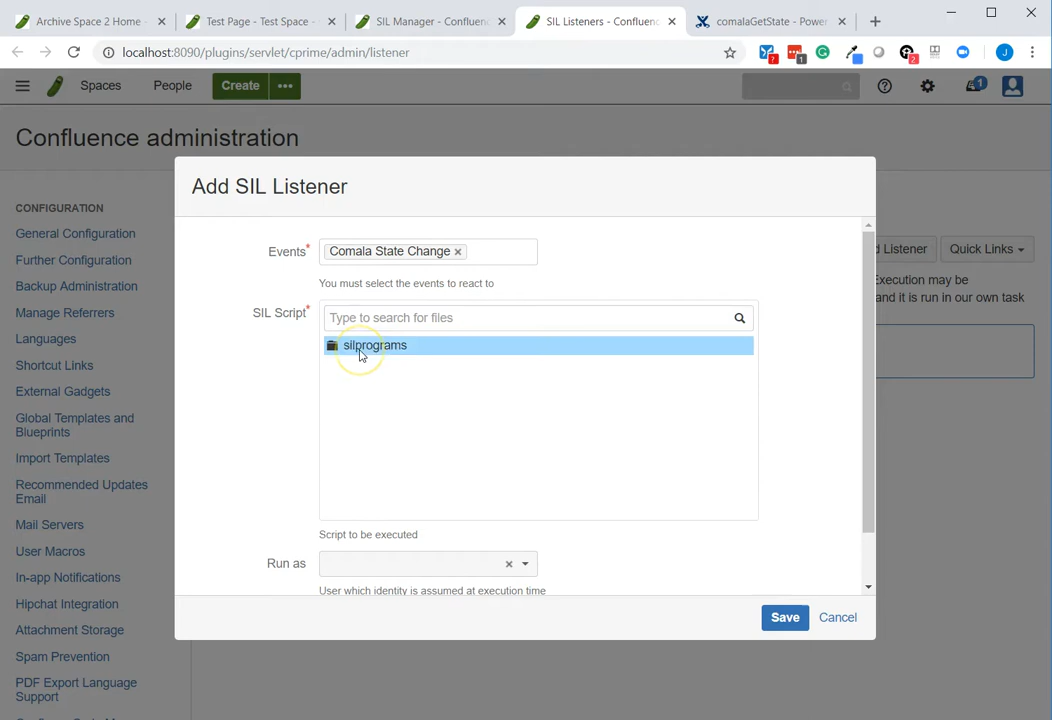 Archive Space 2 Home -
Test Page - Test Space -
SIL Manager - Confluenc
SIL Listeners - Confluenc
comalaGetState - Power
localhost:8090/plugins/servlet/cprime/admin/listener
7
1
2
J
Spaces
People
Create
1
Confluence administration
Add SIL Listener
CONFIGURATION
General Configuration
Further Configuration
Backup Administration
Manage Referrers
Languages
Shortcut Links
External Gadgets
Global Templates and
Blueprints
Import Templates
Recommended Updates
Email
Mail Servers
User Macros
In-app Notifications
Hipchat Integration
Attachment Storage
Spam Prevention
PDF Export Language
Support
Events*
Comala State Change
You must select the events to react to
SIL Script*
Type to search for files
silprograms
Script to be executed
Run as
User which identity is assumed at execution time
Save
Cancel
d Listener
Quick Links
Execution may be
and it is run in our own task